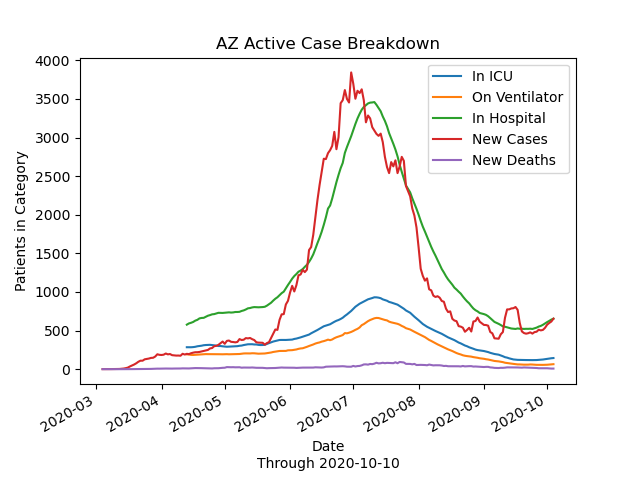 AZ Active Case Breakdown
4000
3500
3000
2500
2000
1500
1000
500
0
Patients in Category
In ICU
On Ventilator
In Hospital
New Cases
New Deaths
2020-03
2020-04
2020-05
2020-06
2020-07
2020-08
2020-09
2020-10
Date
Through 2020-10-10